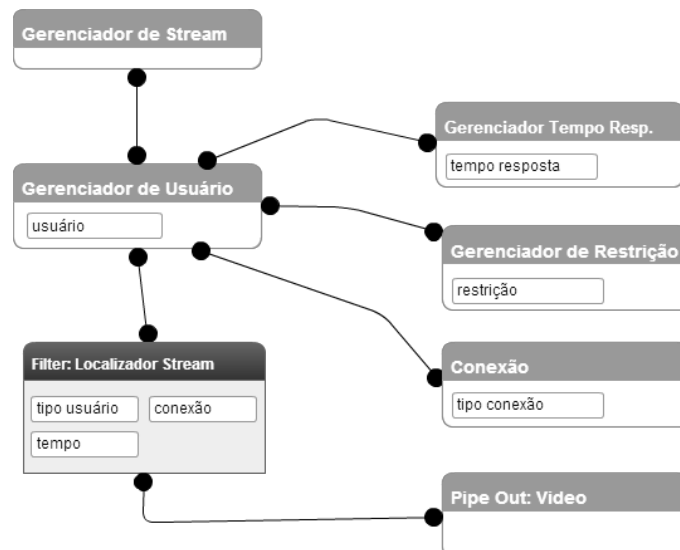 Gerenciador de Stream
Gerenciador Tempo Resp.
tempo resposta
Gerenciador de Usuário
usuário
Gerenciador de Restrição
restrição
Filter: Localizador Stream
tipo usuário
conexão
tempo
Conexão
tipo conexão
Pipe Out: Video